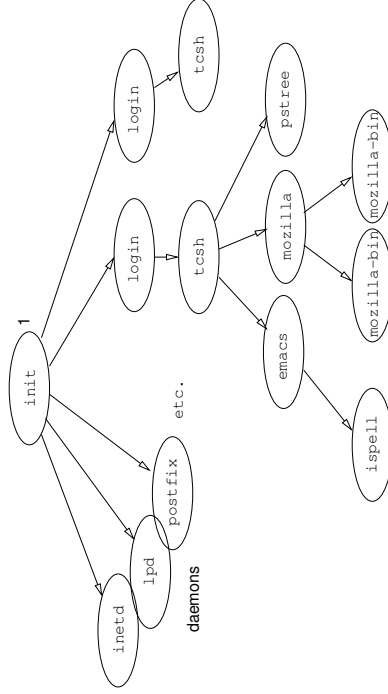 init
1
inetd
lpd
postfix
etc.
daemons
login
login
tcsh
tcsh
emacs
mozilla
pstree
ispell
mozilla-bin
mozilla-bin